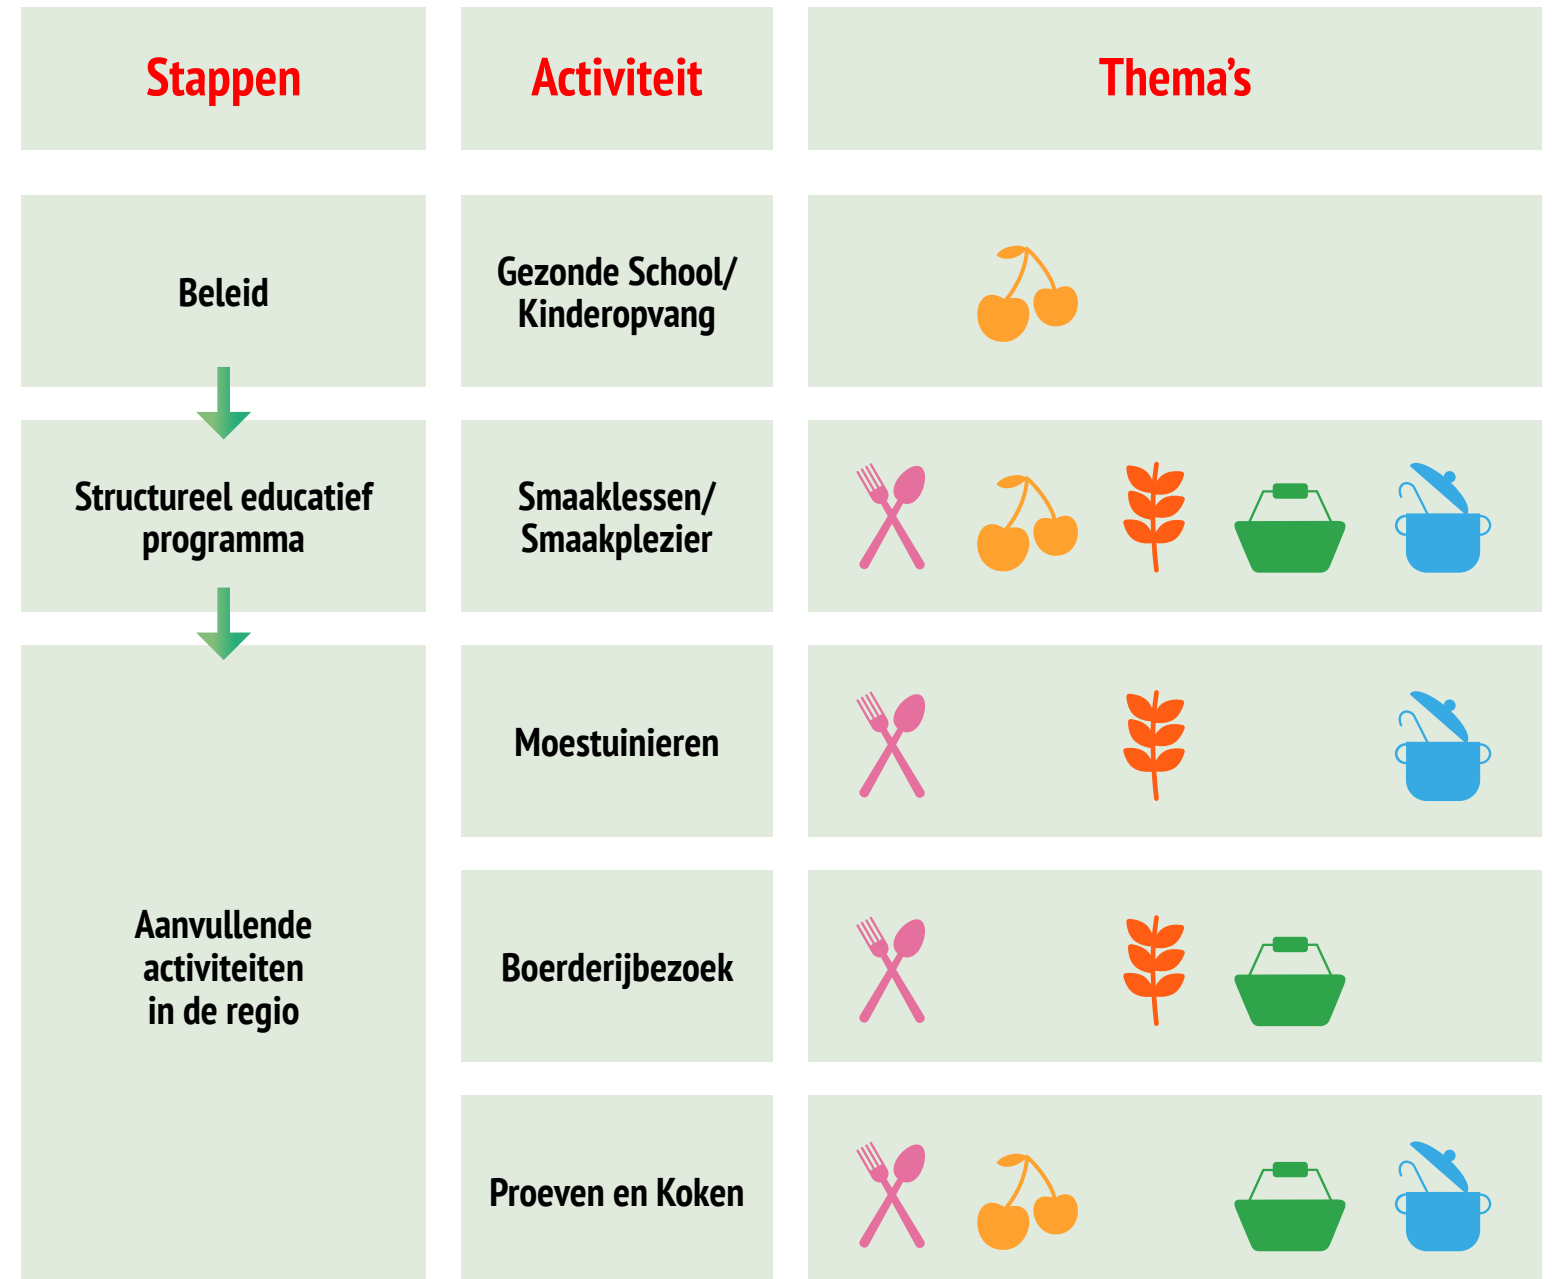 Stappen
Activiteit
Thema’s
Beleid
Gezonde School/
Kinderopvang
Structureel educatief
programma
Smaaklessen/
Smaakplezier
Aanvullende
activiteiten
in de regio
Moestuinieren
Boerderijbezoek
Proeven en Koken